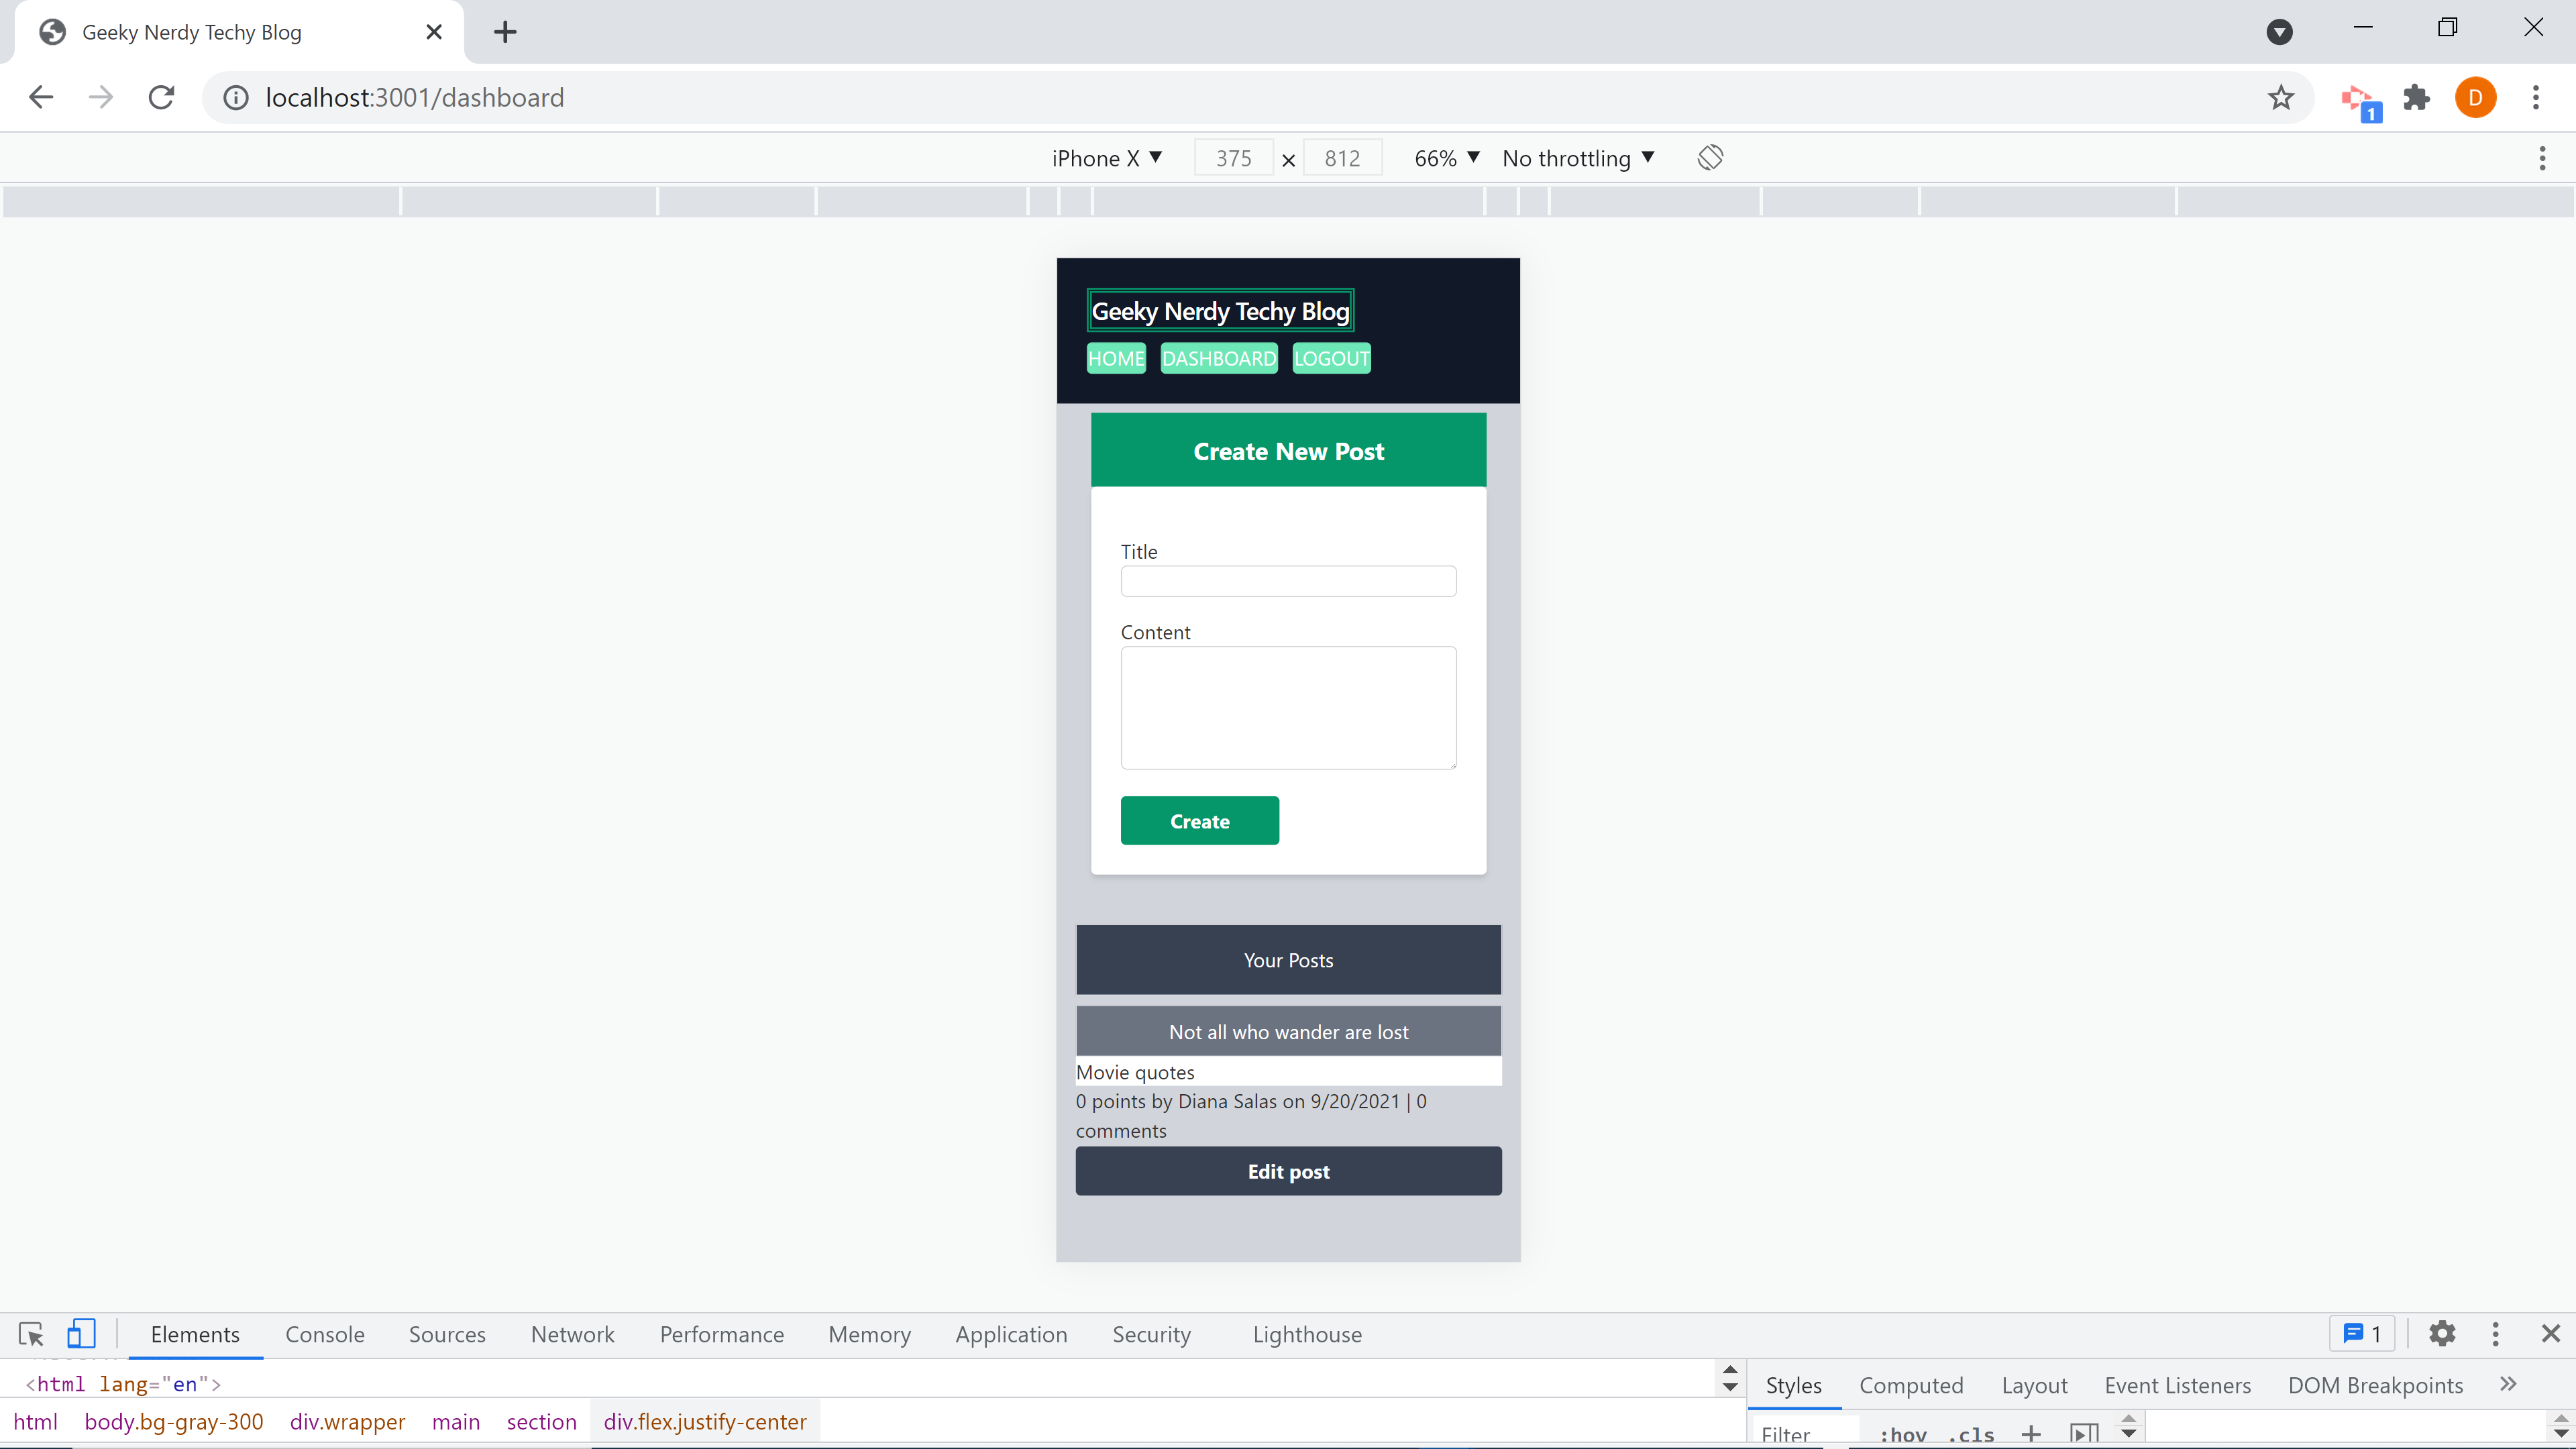 Geeky Nerdy Techy Blog
localhost:3001/dashboard
1
D
iPhone X ▼ 375 × 812 66% ▼ No throttling ▼
Geeky Nerdy Techy Blog
HOME DASHBOARD LOGOUT
Create New Post
Title
Content
Create
Your Posts
Not all who wander are lost
Movie quotes
0 points by Diana Salas on 9/20/2021 | 0
comments
Edit post
Elements Console Sources Network Performance Memory Application Security Lighthouse 1
<html lang="en">
Styles Computed Layout Event Listeners DOM Breakpoints »
html body.bg-gray-300 div.wrapper main section div.flex.justify-center
Filter :hov .cls +